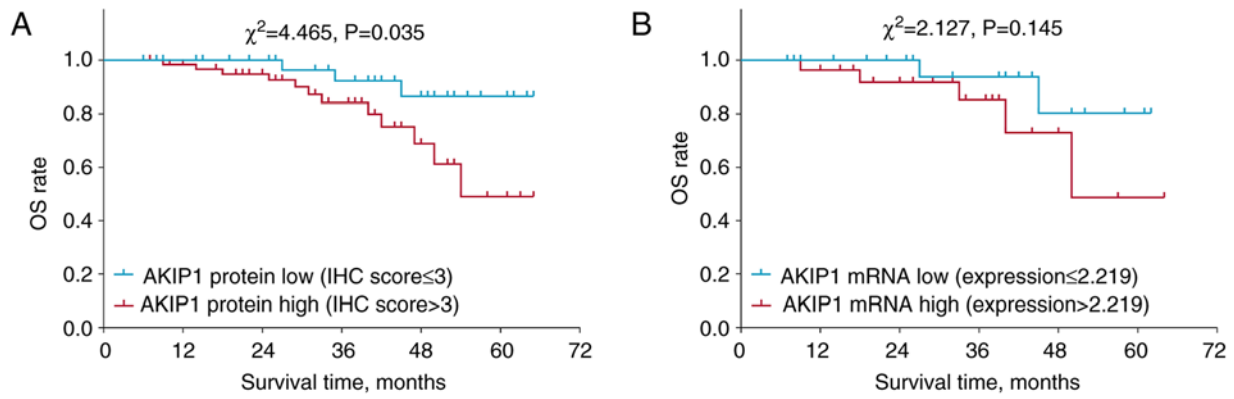 A
χ²=4.465, P=0.035
OS rate
1.0
0.8
0.6
0.4
0.2
0.0
AKIP1 protein low (IHC score≤3)
AKIP1 protein high (IHC score>3)
0 12 24 36 48 60 72
Survival time, months
B
χ²=2.127, P=0.145
OS rate
1.0
0.8
0.6
0.4
0.2
0.0
AKIP1 mRNA low (expression≤2.219)
AKIP1 mRNA high (expression>2.219)
0 12 24 36 48 60 72
Survival time, months